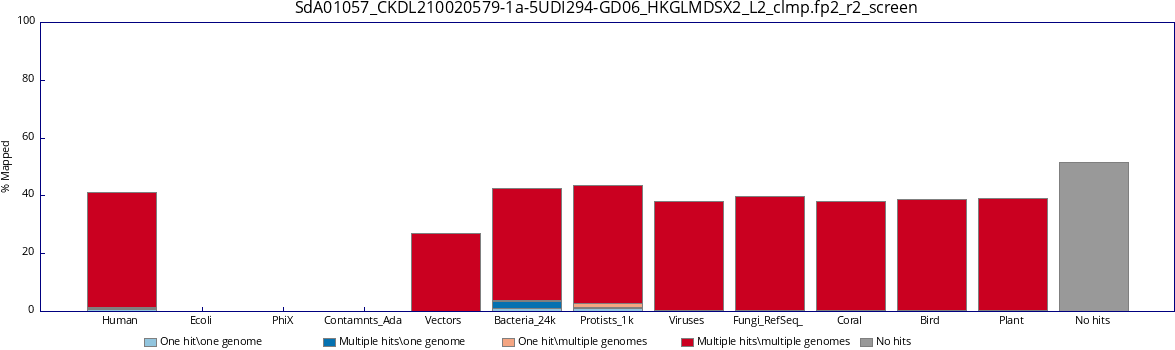 SdA01057_CKDL210020579-1a-5UDI294-GD06_HKGLMDSX2_L2_clmp.fp2_r2_screen
100
80
60
40
20
0
% Mapped
Human Ecoli PhiX Contamnts_Ada Vectors Bacteria_24k Protists_1k Viruses Fungi_RefSeq_ Coral Bird Plant No hits
One hit\one genome Multiple hits\one genome One hit\multiple genomes Multiple hits\multiple genomes No hits